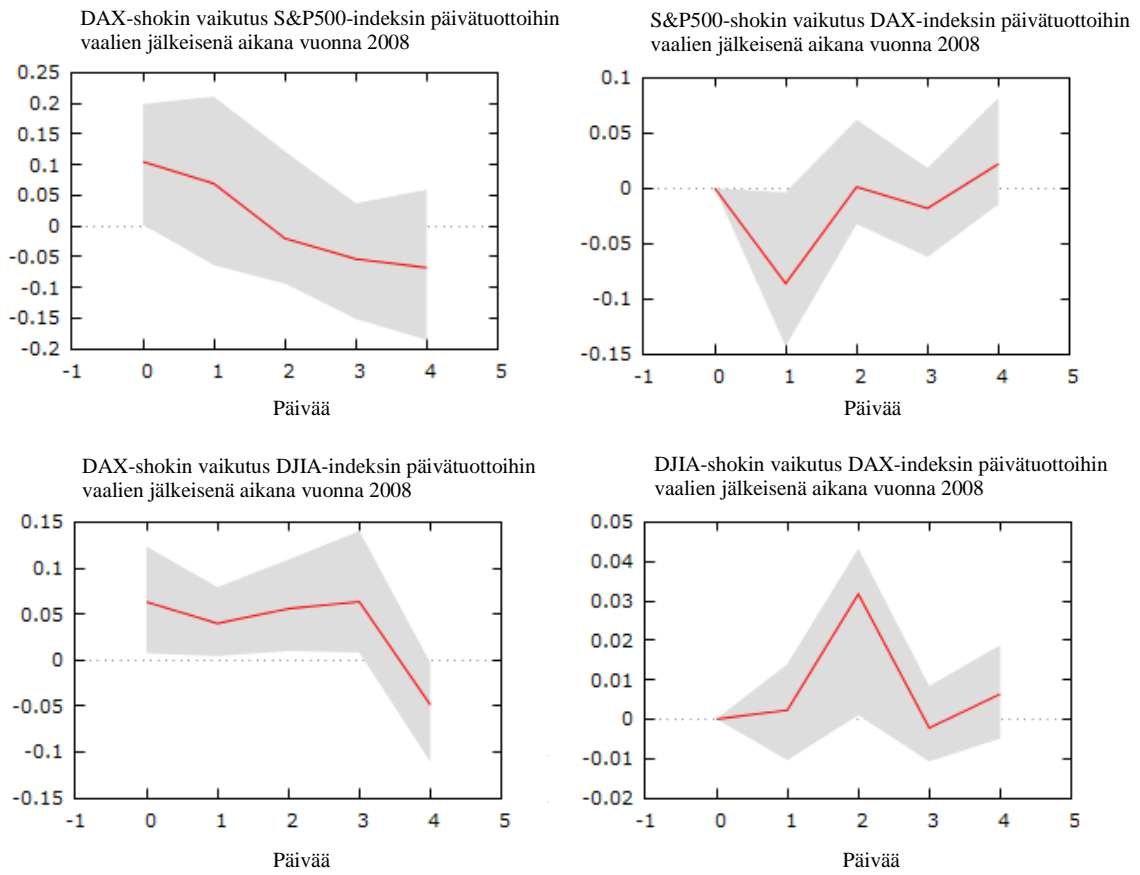 DAX-shokin vaikutus S&P500-indeksin päivätuottoihin
vaalien jälkeisenä aikana vuonna 2008
0.25
0.2
0.15
0.1
0.05
0
-0.05
-0.1
-0.15
-0.2
-1 0 1 2 3 4 5
Päivää
S&P500-shokin vaikutus DAX-indeksin päivätuottoihin
vaalien jälkeisenä aikana vuonna 2008
0.1
0.05
0
-0.05
-0.1
-0.15
-1 0 1 2 3 4 5
Päivää
DAX-shokin vaikutus DJIA-indeksin päivätuottoihin
vaalien jälkeisenä aikana vuonna 2008
0.15
0.1
0.05
0
-0.05
-0.1
-0.15
-1 0 1 2 3 4 5
Päivää
DJIA-shokin vaikutus DAX-indeksin päivätuottoihin
vaalien jälkeisenä aikana vuonna 2008
0.05
0.04
0.03
0.02
0.01
0
-0.01
-0.02
-1 0 1 2 3 4 5
Päivää